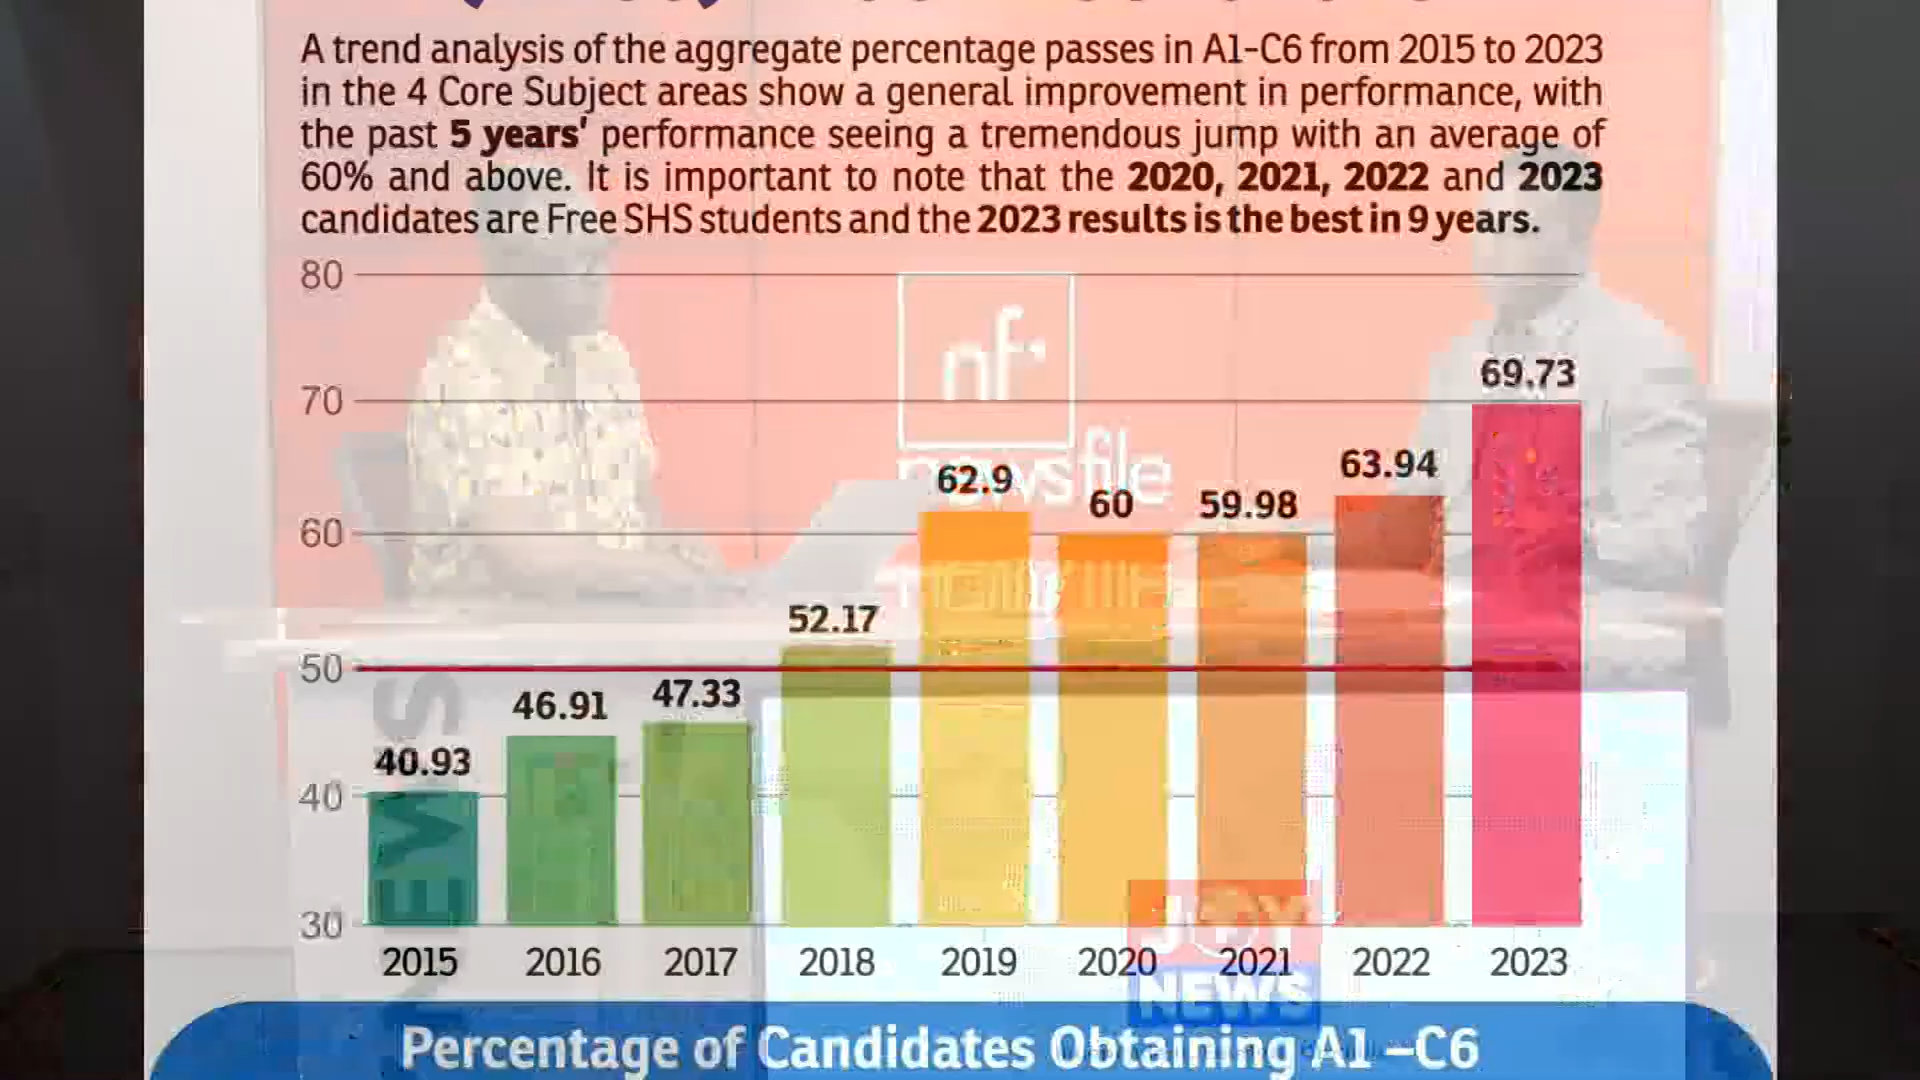 A trend analysis of the aggregate percentage passes in A1-C6 from 2015 to 2023
in the 4 Core Subject areas show a general improvement in performance, with
the past 5 years' performance seeing a tremendous jump with an average of
60% and above. It is important to note that the 2020, 2021, 2022 and 2023
candidates are Free SHS students and the 2023 results is the best in 9 years.
80
nf.
69.73
70
newsfile
63.94
62.9
60
59.98
60
52.17
50
47.33
46.91
40.93
40
NEWS
30
JOY
NEWS
2015 2016 2017 2018 2019 2020 2021 2022 2023
Percentage of Candidates Obtaining A1–C6